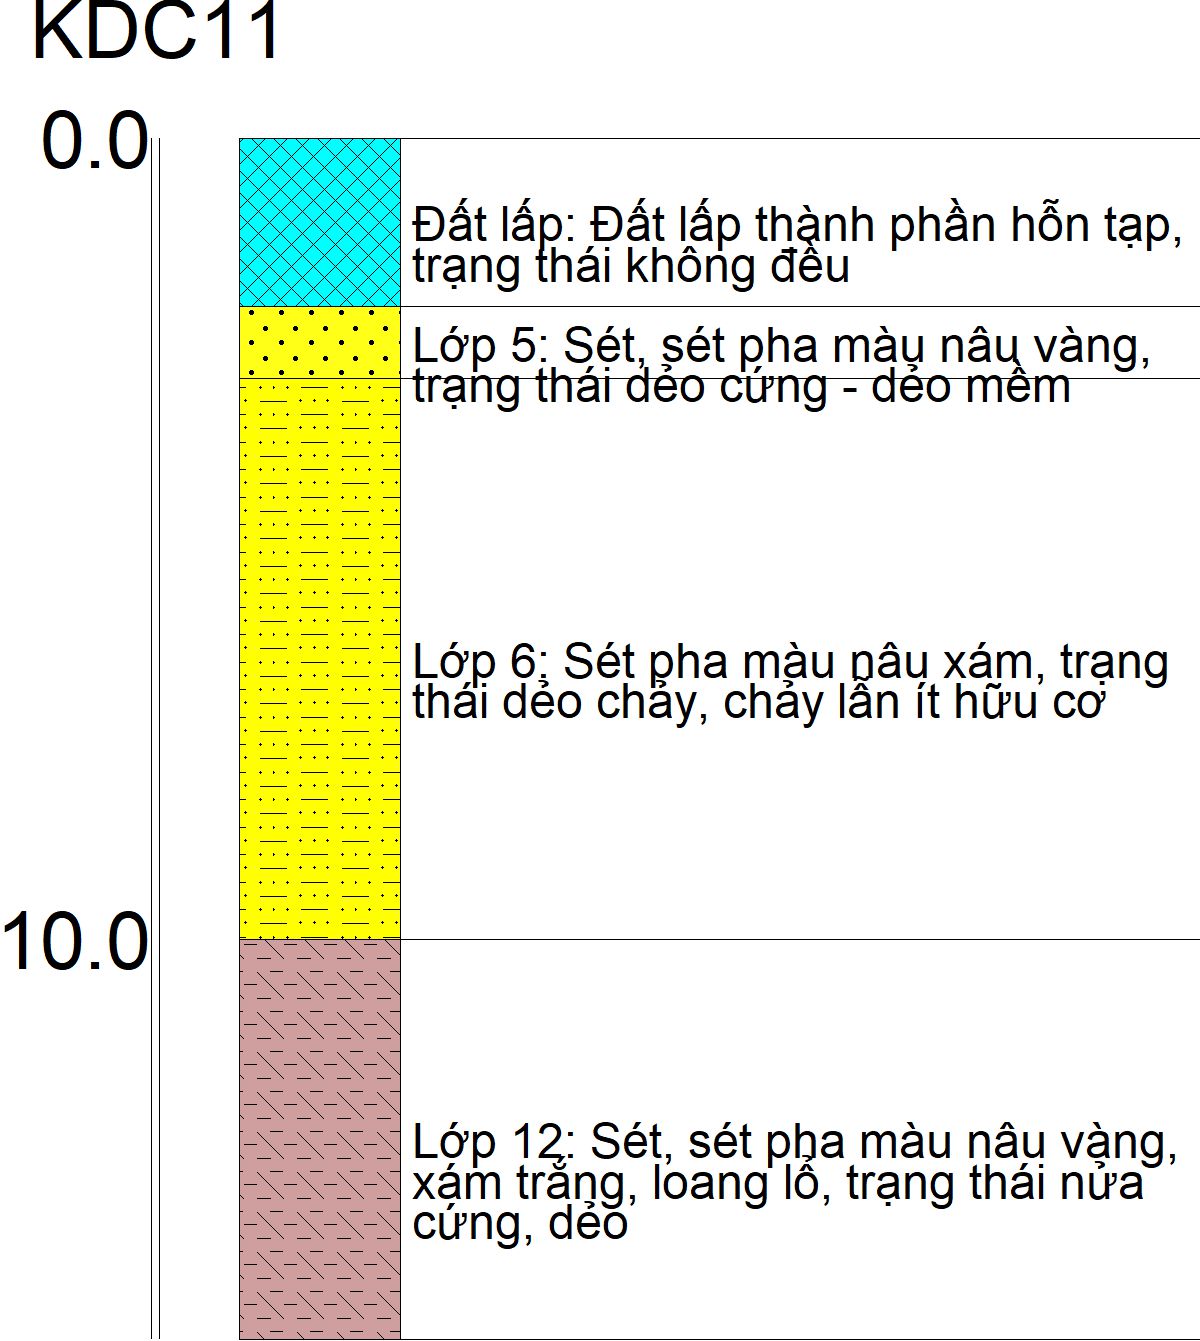 KDC11
0.0
Đất lấp: Đất lấp thành phần hỗn tạp,
trạng thái không đều
Lớp 5: Sét, sét pha màu nâu vàng,
trạng thái dẻo cứng - dẻo mềm
Lớp 6: Sét pha màu nâu xám, trạng
thái dẻo chảy, chảy lẫn ít hữu cơ
10.0
Lớp 12: Sét, sét pha màu nâu vàng,
xám trắng, loang lổ, trạng thái nửa
cứng, dẻo